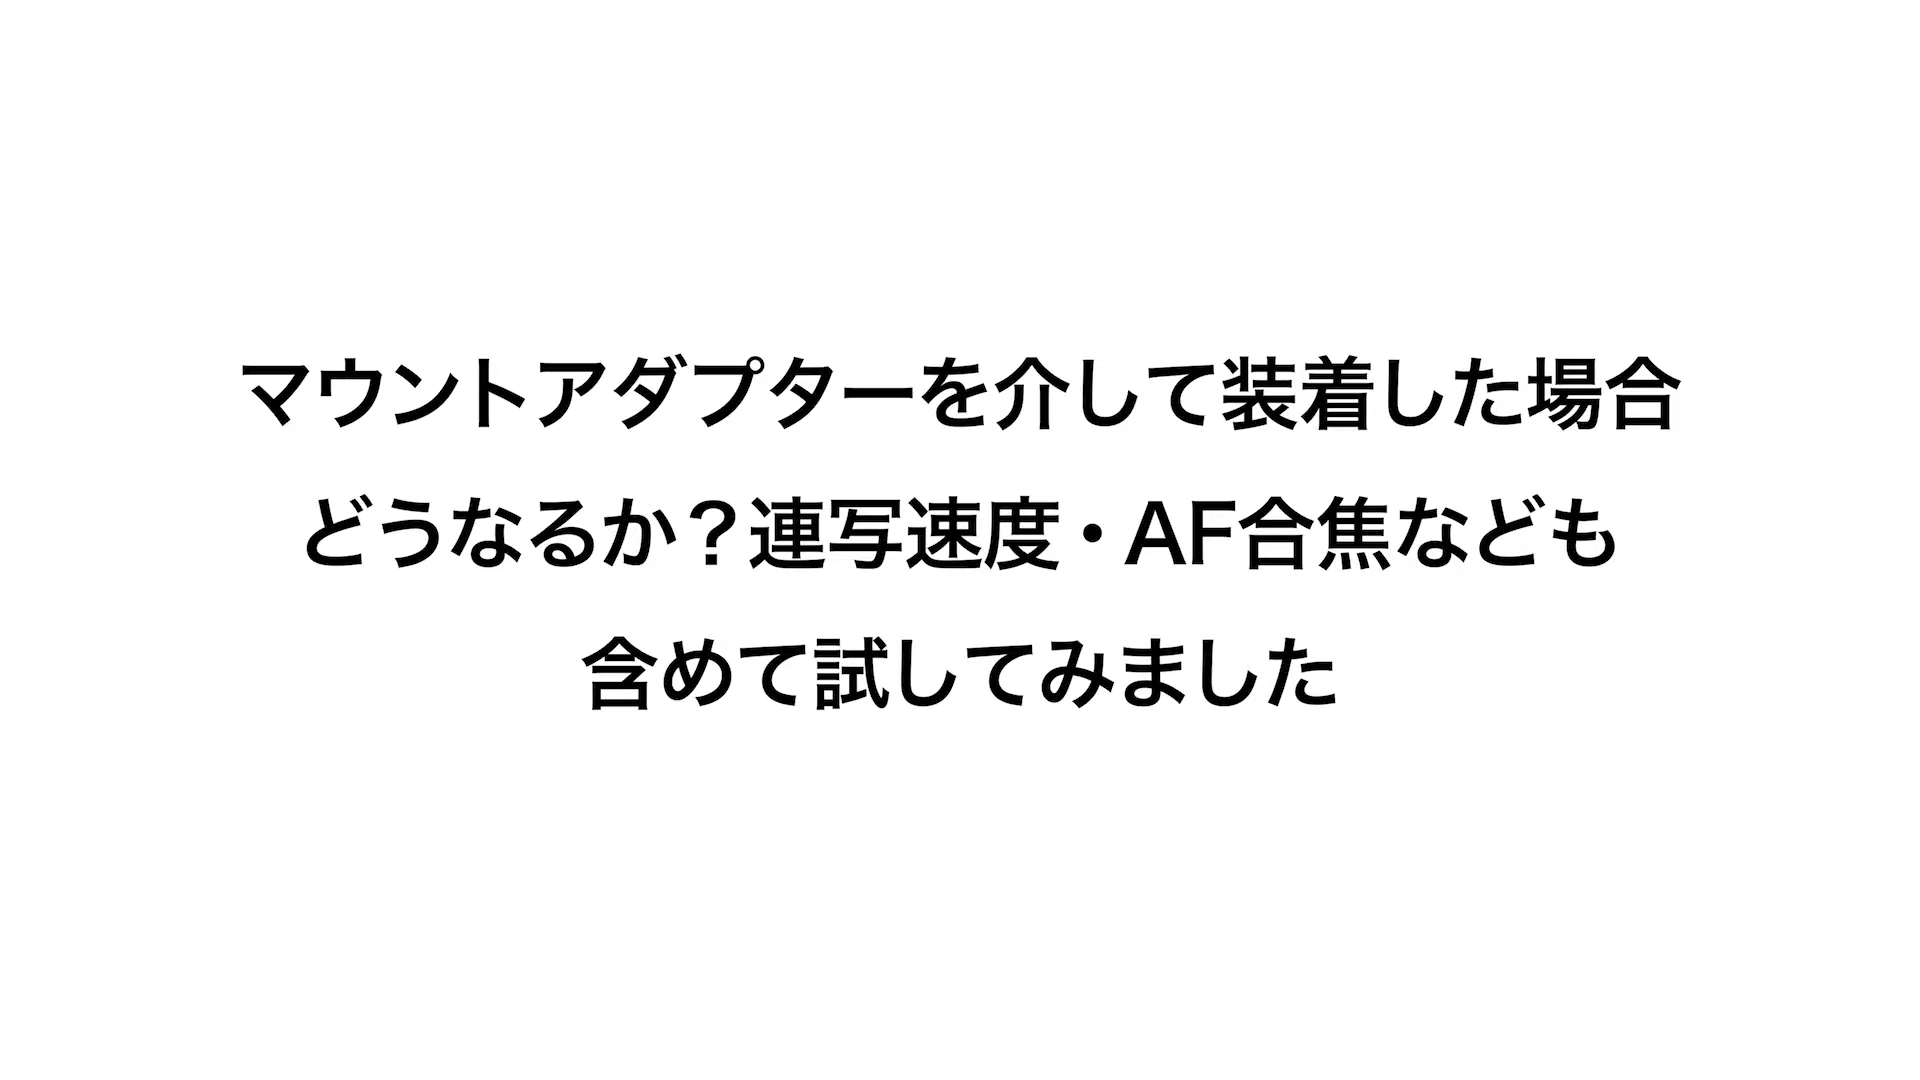 マウントアダプターを介して装着した場合
どうなるか？連写速度・AF合焦なども
含めて試してみました